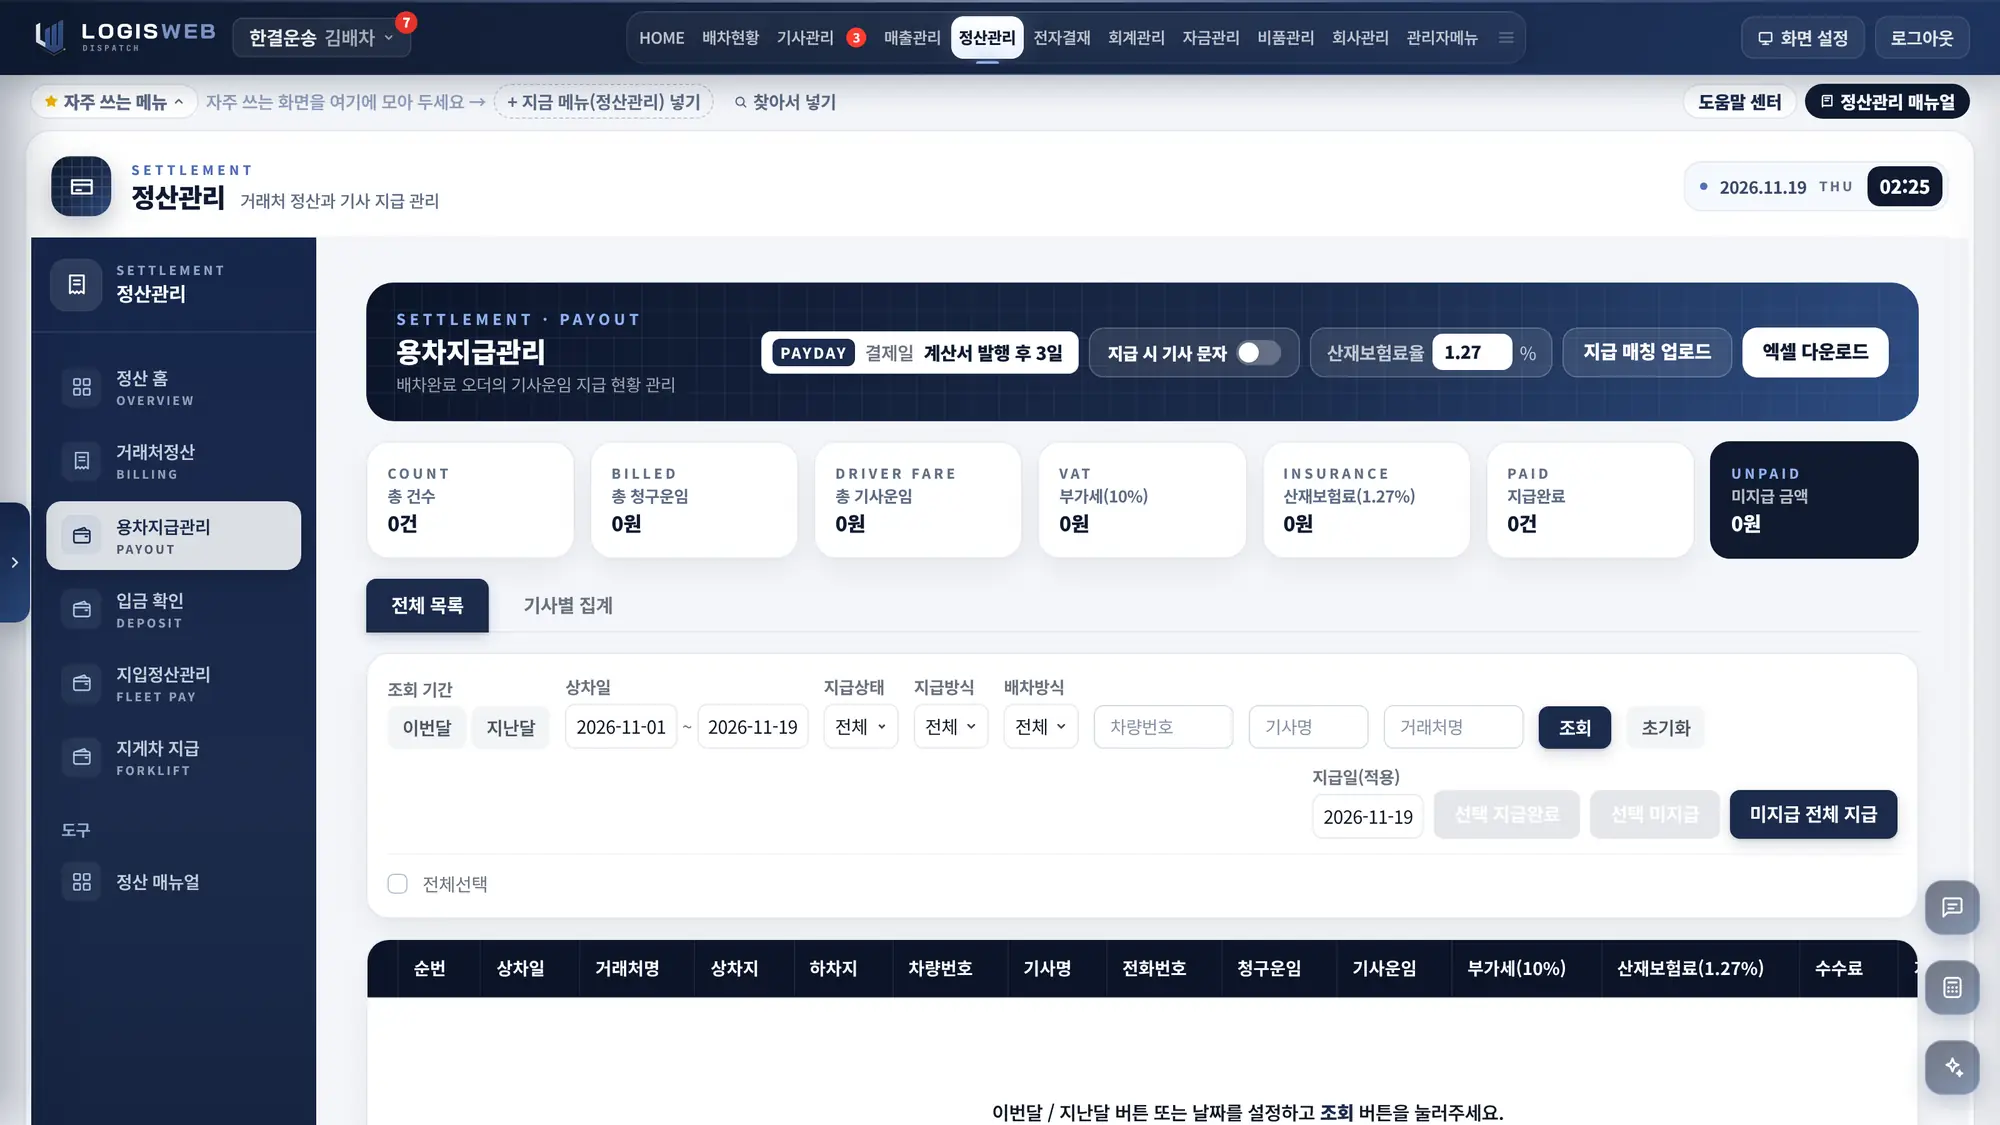 LOGISWEB
DISPATCH
한결운송 김배차
7
HOME 배차현황 기사관리 3 매출관리 정산관리 전자결재 회계관리 자금관리 비품관리 회사관리 관리자메뉴
화면 설정
로그아웃
자주 쓰는 메뉴
자주 쓰는 화면을 여기에 모아 두세요 →
+ 지금 메뉴(정산관리) 넣기
찾아서 넣기
도움말 센터
정산관리 매뉴얼
SETTLEMENT
정산관리 거래처 정산과 기사 지급 관리
2026.11.19 THU 02:25
SETTLEMENT
정산관리
정산 홈
OVERVIEW
거래처정산
BILLING
용차지급관리
PAYOUT
입금 확인
DEPOSIT
지입정산관리
FLEET PAY
지게차 지급
FORKLIFT
도구
정산 매뉴얼
SETTLEMENT · PAYOUT
용차지급관리
배차완료 오더의 기사운임 지급 현황 관리
PAYDAY 결제일 계산서 발행 후 3일
지급 시 기사 문자
산재보험료율 1.27 %
지급 매칭 업로드
엑셀 다운로드
COUNT
총 건수
0건
BILLED
총 청구운임
0원
DRIVER FARE
총 기사운임
0원
VAT
부가세(10%)
0원
INSURANCE
산재보험료(1.27%)
0원
PAID
지급완료
0건
UNPAID
미지급 금액
0원
전체 목록
기사별 집계
조회 기간
이번달 지난달
상차일
2026-11-01 ~ 2026-11-19
지급상태
전체
지급방식
전체
배차방식
전체
차량번호
기사명
거래처명
조회
초기화
지급일(적용)
2026-11-19
선택 지급완료
선택 미지급
미지급 전체 지급
전체선택
순번 상차일 거래처명 상차지 하차지 차량번호 기사명 전화번호 청구운임 기사운임 부가세(10%) 산재보험료(1.27%) 수수료
이번달 / 지난달 버튼 또는 날짜를 설정하고 조회 버튼을 눌러주세요.